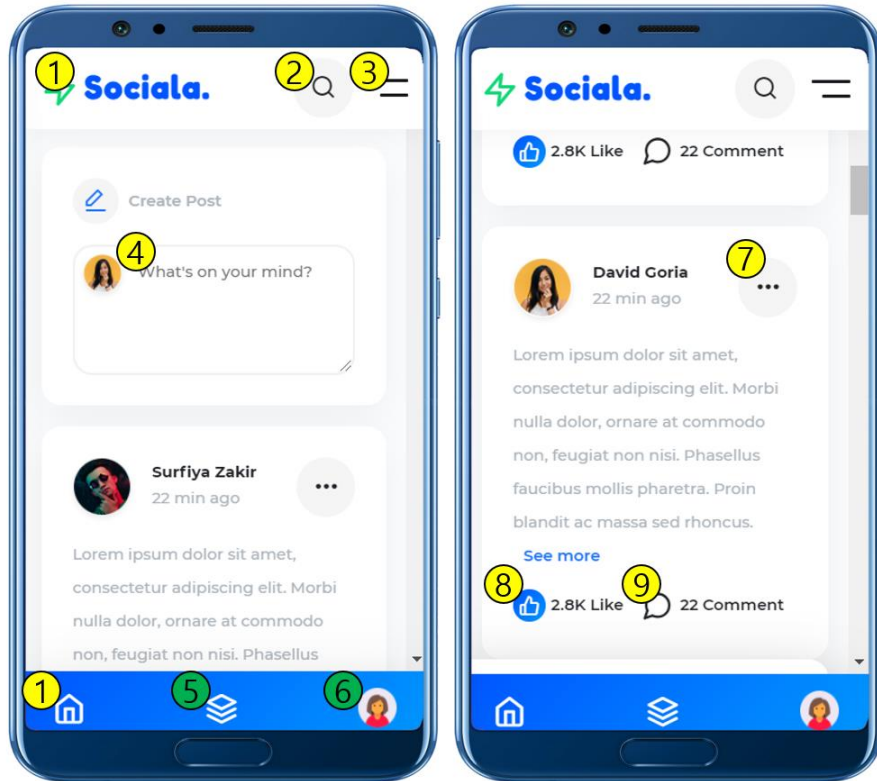 1
Sociala.
2
3
Create Post
4
What's on your mind?
Surfiya Zakir
22 min ago
Lorem ipsum dolor sit amet,
consectetur adipiscing elit. Morbi
nulla dolor, ornare at commodo
non, feugiat non nisi. Phasellus
1
5
6
Sociala.
2.8K Like
22 Comment
David Goria
7
22 min ago
Lorem ipsum dolor sit amet,
consectetur adipiscing elit. Morbi
nulla dolor, ornare at commodo
non, feugiat non nisi. Phasellus
faucibus mollis pharetra. Proin
blandit ac massa sed rhoncus.
See more
8
2.8K Like
9
22 Comment